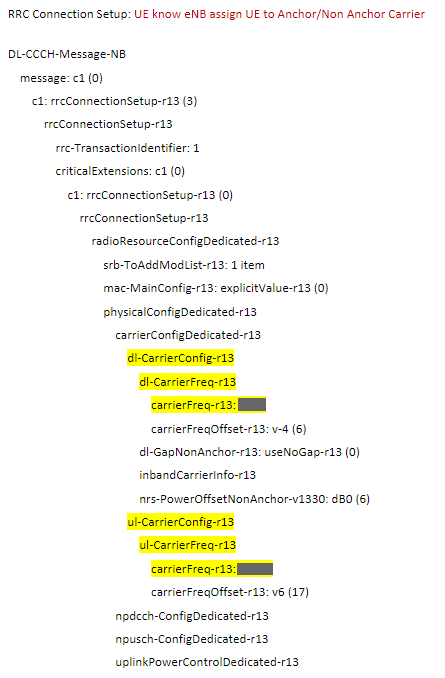 RRC Connection Setup: UE know eNB assign UE to Anchor/Non Anchor Carrier
DL-CCCH-Message-NB
message: c1 (0)
c1: rrcConnectionSetup-r13 (3)
rrcConnectionSetup-r13
rrc-TransactionIdentifier: 1
criticalExtensions: c1 (0)
c1: rrcConnectionSetup-r13 (0)
rrcConnectionSetup-r13
radioResourceConfigDedicated-r13
srb-ToAddModList-r13: 1 item
mac-MainConfig-r13: explicitValue-r13 (0)
physicalConfigDedicated-r13
carrierConfigDedicated-r13
dl-CarrierConfig-r13
dl-CarrierFreq-r13
carrierFreq-r13:
carrierFreqOffset-r13: v-4 (6)
dl-GapNonAnchor-r13: useNoGap-r13 (0)
inbandCarrierInfo-r13
nrs-PowerOffsetNonAnchor-v1330: dB0 (6)
ul-CarrierConfig-r13
ul-CarrierFreq-r13
carrierFreq-r13:
carrierFreqOffset-r13: v6 (17)
npdcch-ConfigDedicated-r13
npusch-ConfigDedicated-r13
uplinkPowerControlDedicated-r13